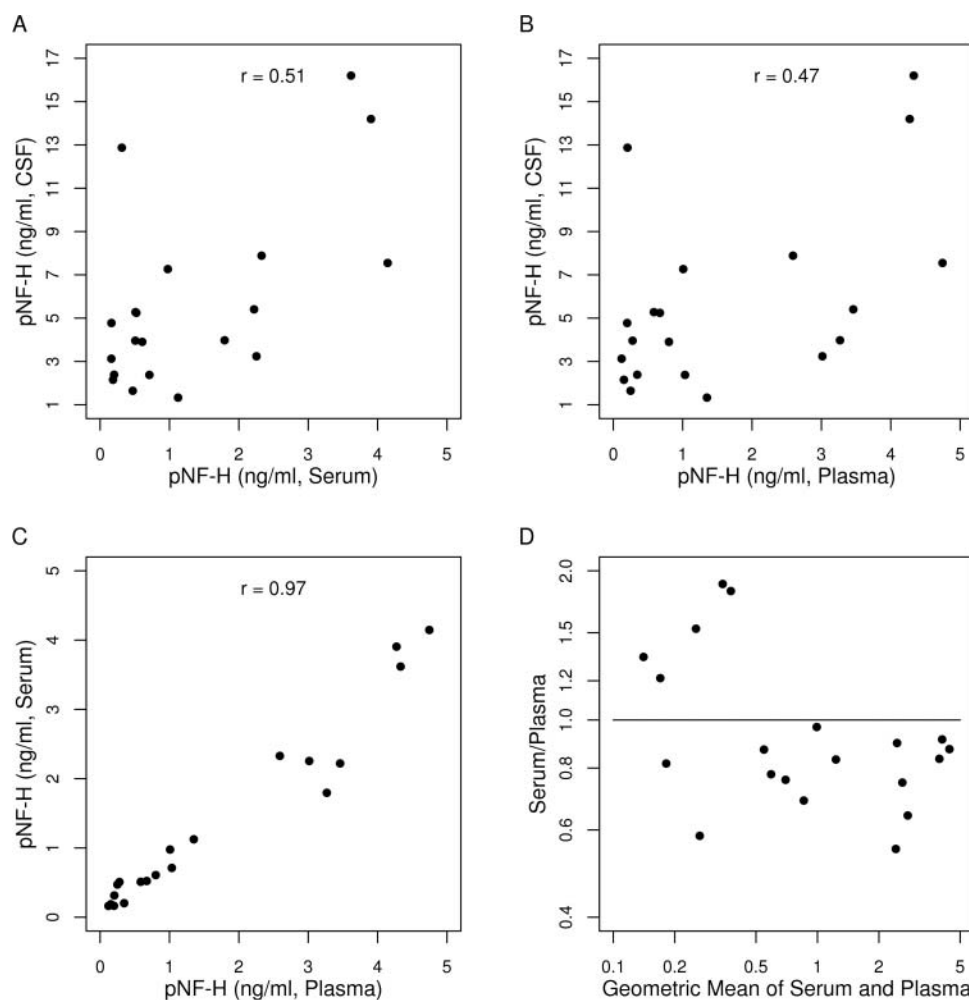 A
r = 0.51
pNF-H (ng/ml, CSF)
17
15
13
11
9
7
5
3
1
0 1 2 3 4 5
pNF-H (ng/ml, Serum)
B
r = 0.47
pNF-H (ng/ml, CSF)
17
15
13
11
9
7
5
3
1
0 1 2 3 4 5
pNF-H (ng/ml, Plasma)
C
r = 0.97
pNF-H (ng/ml, Serum)
5
4
3
2
1
0
0 1 2 3 4 5
pNF-H (ng/ml, Plasma)
D
Serum/Plasma
2.0
1.5
1.2
1.0
0.8
0.6
0.4
0.1 0.2 0.5 1 2 5
Geometric Mean of Serum and Plasma